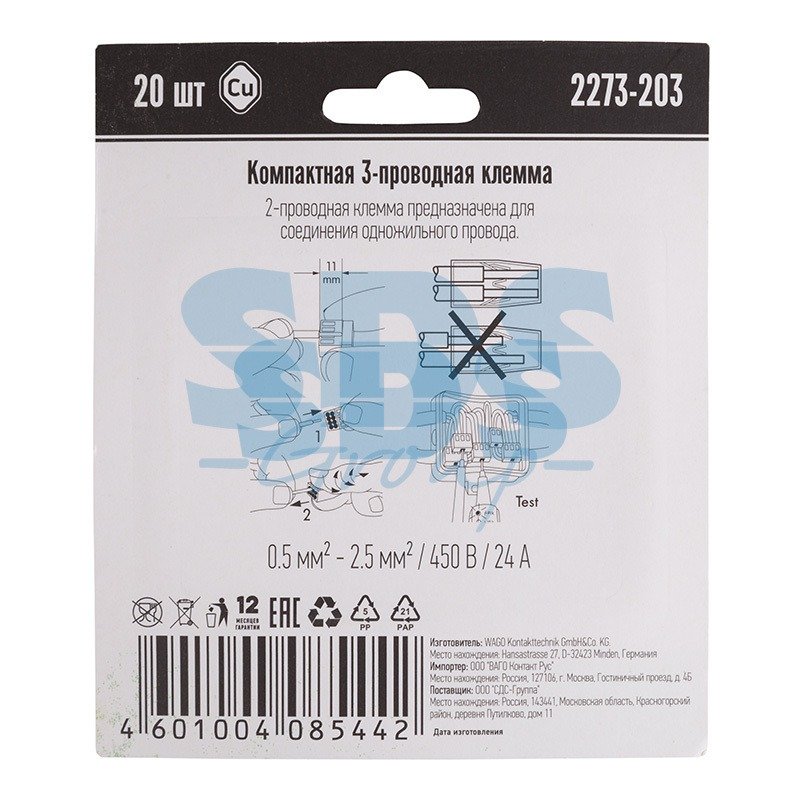 20 шт Cu 2273-203
Компактная 3-проводная клемма
2-проводная клемма предназначена для
соединения одножильного провода.
11
mm
SDS
Group
1
2
Test
0.5 мм² - 2.5 мм² / 450 В / 24 А
12
МЕСЯЦЕВ
ГАРАНТИИ
EAC
5
PP
21
PAP
Изготовитель: WAGO Kontakttechnik GmbH&Co. KG.
Место нахождения: Hansastrasse 27, D-32423 Minden, Германия
Импортер: ООО "ВАГО Контакт Рус"
Место нахождения: Россия, 127106, г. Москва, Гостиничный проезд, д. 4Б
Поставщик: ООО "СДС-Группа"
Место нахождения: Россия, 143441, Московская область, Красногорский
район, деревня Путилково, дом 11
Дата изготовления:
4 601004 085442